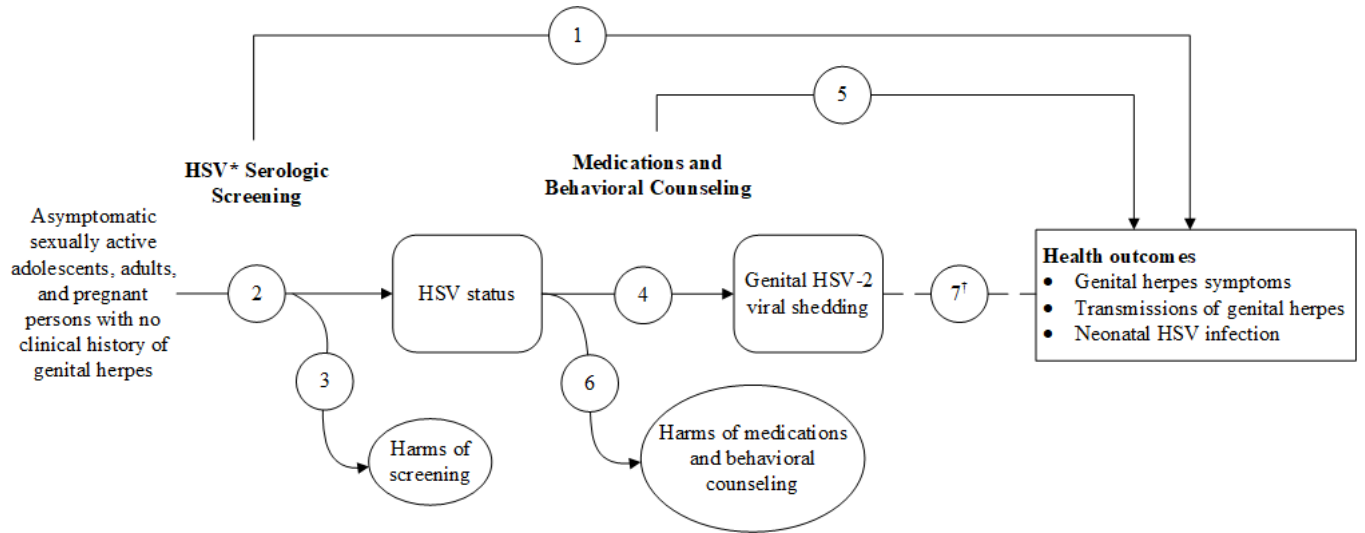 1
5
HSV* Serologic
Screening
Medications and
Behavioral Counseling
Asymptomatic
sexually active
adolescents, adults,
and pregnant
persons with no
clinical history of
genital herpes
2
HSV status
4
Genital HSV-2
viral shedding
7†
Health outcomes
● Genital herpes symptoms
● Transmissions of genital herpes
● Neonatal HSV infection
3
6
Harms of
screening
Harms of medications
and behavioral
counseling